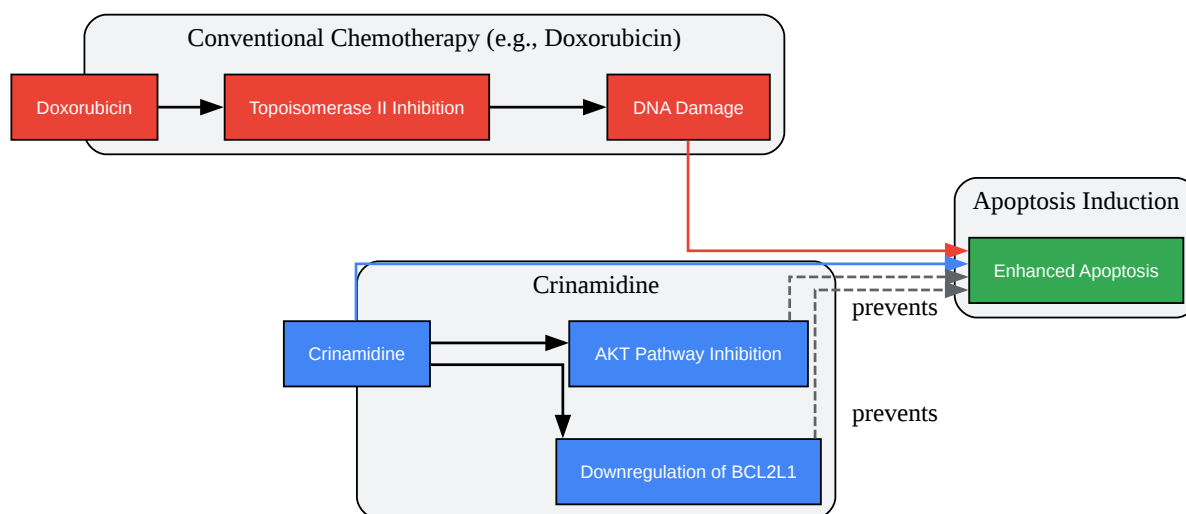 Conventional Chemotherapy (e.g., Doxorubicin)
Doxorubicin
Topoisomerase II Inhibition
DNA Damage
Apoptosis Induction
Enhanced Apoptosis
Crinamidine
prevents
Crinamidine
AKT Pathway Inhibition
prevents
Downregulation of BCL2L1